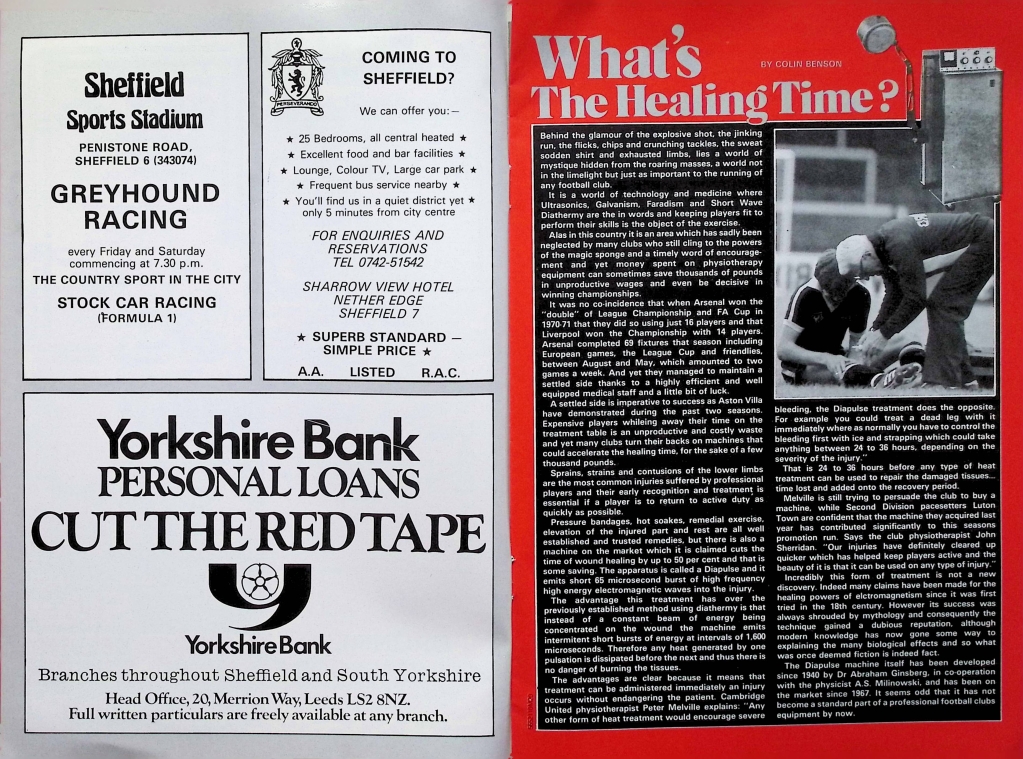 Sheffield
Sports Stadium
PENISTONE ROAD,
SHEFFIELD 6 (343074)
GREYHOUND
RACING
every Friday and Saturday
commencing at 7.30 p.m.
THE COUNTRY SPORT IN THE CITY
STOCK CAR RACING
(FORMULA 1)
PERSEVERANDO
COMING TO
SHEFFIELD?
We can offer you:—
★ 25 Bedrooms, all central heated ★
★ Excellent food and bar facilities ★
★ Lounge, Colour TV, Large car park ★
★ Frequent bus service nearby ★
★ You'll find us in a quiet district yet ★
only 5 minutes from city centre
FOR ENQUIRIES AND
RESERVATIONS
TEL 0742-51542
SHARROW VIEW HOTEL
NETHER EDGE
SHEFFIELD 7
★ SUPERB STANDARD —
SIMPLE PRICE ★
A.A. LISTED R.A.C.
Yorkshire Bank
PERSONAL LOANS
CUT THE RED TAPE
Yorkshire Bank
Branches throughout Sheffield and South Yorkshire
Head Office, 20, Merrion Way, Leeds LS2 8NZ.
Full written particulars are freely available at any branch.
What's
The Healing Time?
BY COLIN BENSON
Behind the glamour of the explosive shot, the jinking
run, the flicks, chips and crunching tackles, the sweat
sodden shirt and exhausted limbs, lies a world of
mystique hidden from the roaring masses, a world not
in the limelight but just as important to the running of
any football club.
It is a world of technology and medicine where
Ultrasonics, Galvanism, Faradism and Short Wave
Diathermy are the in words and keeping players fit to
perform their skills is the object of the exercise.
Alas in this country it is an area which has sadly been
neglected by many clubs who still cling to the powers
of the magic sponge and a timely word of encourage-
ment and yet money spent on physiotherapy
equipment can sometimes save thousands of pounds
in unproductive wages and even be decisive in
winning championships.
It was no co-incidence that when Arsenal won the
"double" of League Championship and FA Cup in
1970-71 that they did so using just 16 players and that
Liverpool won the Championship with 14 players.
Arsenal completed 69 fixtures that season including
European games, the League Cup and friendlies,
between August and May, which amounted to two
games a week. And yet they managed to maintain a
settled side thanks to a highly efficient and well
equipped medical staff and a little bit of luck.
A settled side is imperative to success as Aston Villa
have demonstrated during the past two seasons.
Expensive players whileing away their time on the
treatment table is an unproductive and costly waste
and yet many clubs turn their backs on machines that
could accelerate the healing time, for the sake of a few
thousand pounds.
Sprains, strains and contusions of the lower limbs
are the most common injuries suffered by professional
players and their early recognition and treatment is
essential if a player is to return to active duty as
quickly as possible.
Pressure bandages, hot soakes, remedial exercise,
elevation of the injured part and rest are all well
established and trusted remedies, but there is also a
machine on the market which it is claimed cuts the
time of wound healing by up to 50 per cent and that is
some saving. The apparatus is called a Diapulse and it
emits short 65 microsecond burst of high frequency
high energy electromagnetic waves into the injury.
The advantage this treatment has over the
previously established method using diathermy is that
instead of a constant beam of energy being
concentrated on the wound the machine emits
intermitent short bursts of energy at intervals of 1,600
microseconds. Therefore any heat generated by one
pulsation is dissipated before the next and thus there is
no danger of burning the tissues.
The advantages are clear because it means that
treatment can be administered immediately an injury
occurs without endangering the patient. Cambridge
United physiotherapist Peter Melville explains: "Any
other form of heat treatment would encourage severe
bleeding, the Diapulse treatment does the opposite.
For example you could treat a dead leg with it
immediately where as normally you have to control the
bleeding first with ice and strapping which could take
anything between 24 to 36 hours, depending on the
severity of the injury."
That is 24 to 36 hours before any type of heat
treatment can be used to repair the damaged tissues...
time lost and added onto the recovery period.
Melville is still trying to persuade the club to buy a
machine, while Second Division pacesetters Luton
Town are confident that the machine they acquired last
year has contributed significantly to this seasons
promotion run. Says the club physiotherapist John
Sherridan. "Our injuries have definitely cleared up
quicker which has helped keep players active and the
beauty of it is that it can be used on any type of injury."
Incredibly this form of treatment is not a new
discovery. Indeed many claims have been made for the
healing powers of elctromagnetism since it was first
tried in the 18th century. However its success was
always shrouded by mythology and consequently the
technique gained a dubious reputation, although
modern knowledge has now gone some way to
explaining the many biological effects and so what
was once deemed fiction is indeed fact.
The Diapulse machine itself has been developed
since 1940 by Dr Abraham Ginsberg, in co-operation
with the physicist A.S. Milinowski, and has been on
the market since 1967. It seems odd that it has not
become a standard part of a professional football clubs
equipment by now.